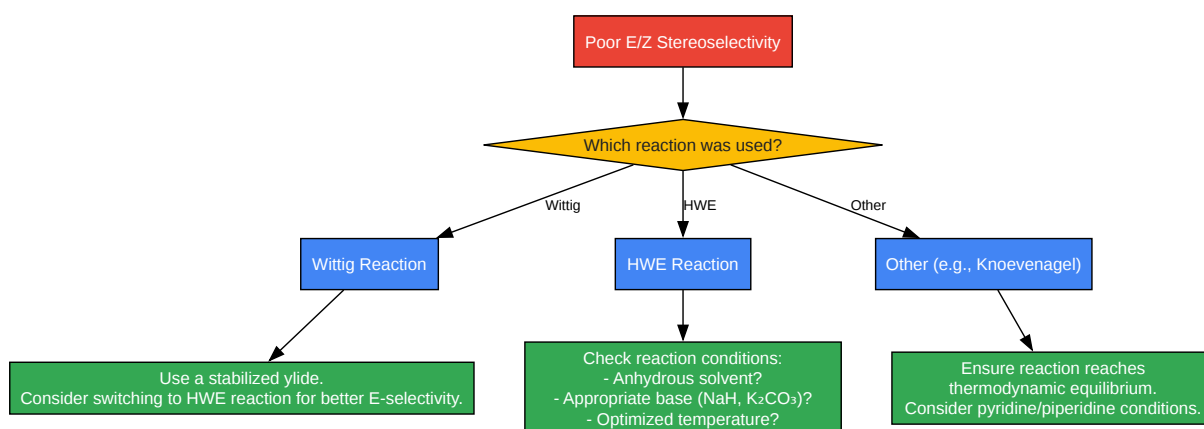 Poor E/Z Stereoselectivity
Which reaction was used?
Wittig
HWE
Other
Wittig Reaction
HWE Reaction
Other (e.g., Knoevenagel)
Use a stabilized ylide.
Consider switching to HWE reaction for better E-selectivity.
Check reaction conditions:
- Anhydrous solvent?
- Appropriate base (NaH, K₂CO₃)?
- Optimized temperature?
Ensure reaction reaches
thermodynamic equilibrium.
Consider pyridine/piperidine conditions.